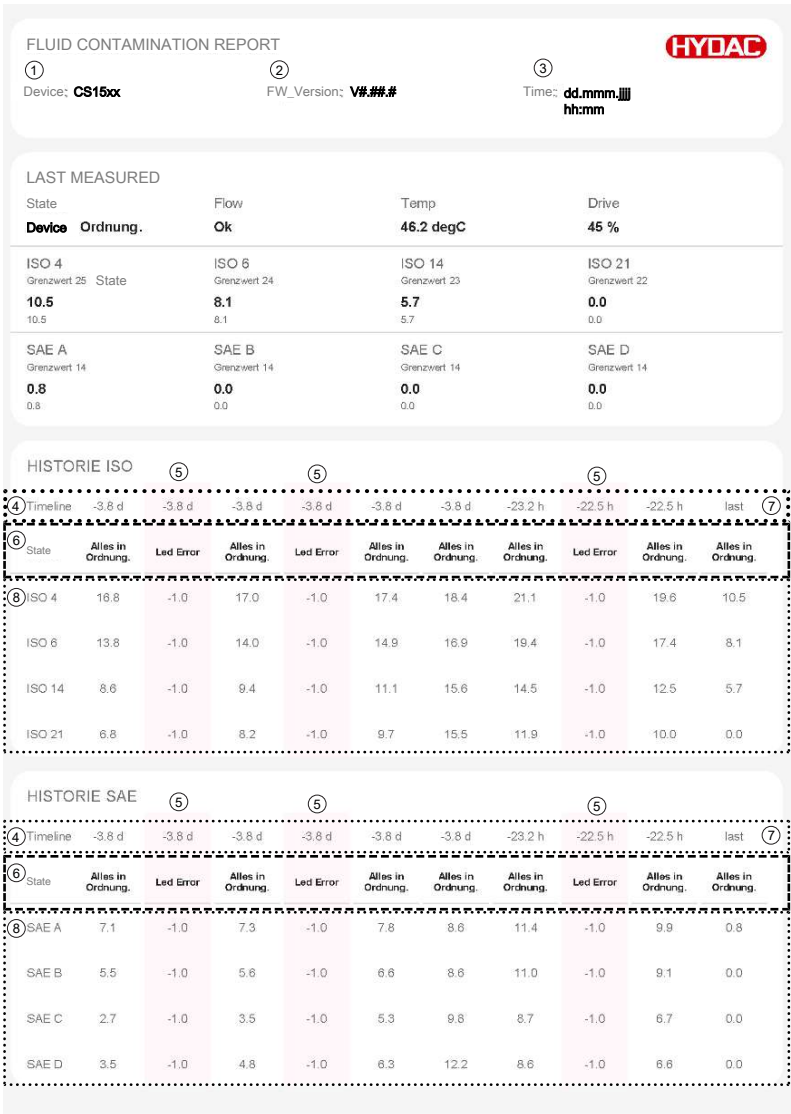 FLUID CONTAMINATION REPORT
HYDAC
1 2 3
Device: CS15xx FW_Version: V#.##.# Time: dd.mmm.jjjj
hh:mm
LAST MEASURED
State Flow Temp Drive
Device Ordnung. Ok 46.2 degC 45 %
ISO 4 ISO 6 ISO 14 ISO 21
Grenzwert 25 State Grenzwert 24 Grenzwert 23 Grenzwert 22
10.5 8.1 5.7 0.0
10.5 8.1 5.7 0.0
SAE A SAE B SAE C SAE D
Grenzwert 14 Grenzwert 14 Grenzwert 14 Grenzwert 14
0.8 0.0 0.0 0.0
0.8 0.0 0.0 0.0
HISTORIE ISO 5 5 5
4 Timeline -3.8 d -3.8 d -3.8 d -3.8 d -3.8 d -3.8 d -23.2 h -22.5 h -22.5 h last 7
6 State Alles in Ordnung. Led Error Alles in Ordnung. Led Error Alles in Ordnung. Alles in Ordnung. Alles in Ordnung. Led Error Alles in Ordnung. Alles in Ordnung.
8 ISO 4 16.8 -1.0 17.0 -1.0 17.4 18.4 21.1 -1.0 19.6 10.5
ISO 6 13.8 -1.0 14.0 -1.0 14.9 16.9 19.4 -1.0 17.4 8.1
ISO 14 8.6 -1.0 9.4 -1.0 11.1 15.6 14.5 -1.0 12.5 5.7
ISO 21 6.8 -1.0 8.2 -1.0 9.7 15.5 11.9 -1.0 10.0 0.0
HISTORIE SAE 5 5 5
4 Timeline -3.8 d -3.8 d -3.8 d -3.8 d -3.8 d -3.8 d -23.2 h -22.5 h -22.5 h last 7
6 State Alles in Ordnung. Led Error Alles in Ordnung. Led Error Alles in Ordnung. Alles in Ordnung. Alles in Ordnung. Led Error Alles in Ordnung. Alles in Ordnung.
8 SAE A 7.1 -1.0 7.3 -1.0 7.8 8.6 11.4 -1.0 9.9 0.8
SAE B 5.5 -1.0 5.6 -1.0 6.6 8.6 11.0 -1.0 9.1 0.0
SAE C 2.7 -1.0 3.5 -1.0 5.3 9.8 8.7 -1.0 6.7 0.0
SAE D 3.5 -1.0 4.8 -1.0 6.3 12.2 8.6 -1.0 6.6 0.0